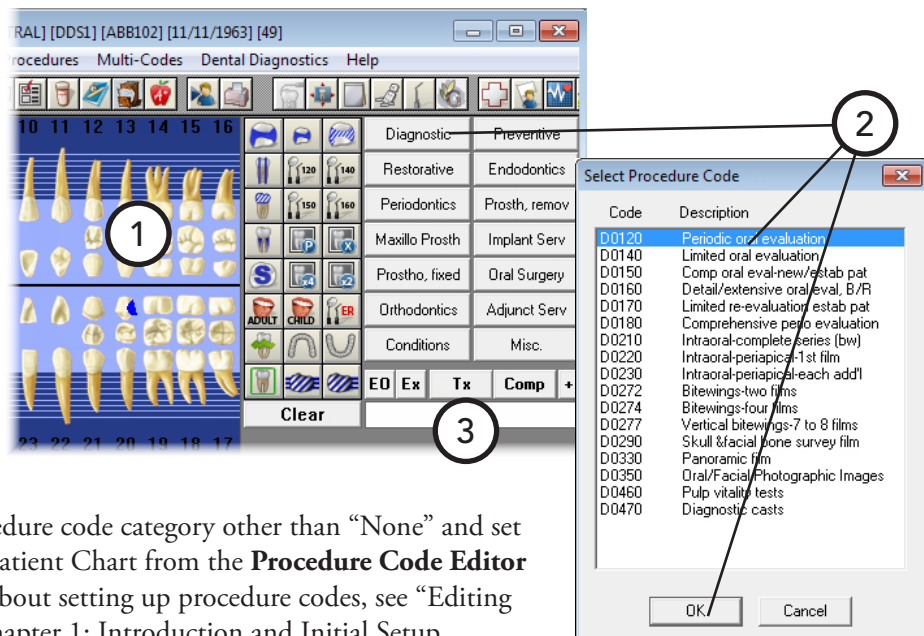 RAL] [DDS1] [ABB102] [11/11/1963] [49]
rocedures Multi-Codes Dental Diagnostics Help
10 11 12 13 14 15 16
1
23 22 21 20 19 18 17
120 140
150 160
P X
S x4 x2
ADULT CHILD ER
Diagnostic Preventive
Restorative Endodontics
Periodontics Prosth, remov
Maxillo Prosth Implant Serv
Prostho, fixed Oral Surgery
Orthodontics Adjunct Serv
Conditions Misc.
EO Ex Tx Comp +
Clear
3
2
Select Procedure Code
Code Description
D0120 Periodic oral evaluation
D0140 Limited oral evaluation
D0150 Comp oral eval-new/estab pat
D0160 Detail/extensive oral eval, B/R
D0170 Limited re-evaluation estab pat
D0180 Comprehensive perio evaluation
D0210 Intraoral-complete series (bw)
D0220 Intraoral-periapical-1st film
D0230 Intraoral-periapical-each add'l
D0272 Bitewings-two films
D0274 Bitewings-four films
D0277 Vertical bitewings-7 to 8 films
D0290 Skull &facial bone survey film
D0330 Panoramic film
D0350 Oral/Facial Photographic Images
D0460 Pulp vitality tests
D0470 Diagnostic casts
OK Cancel
edure code category other than “None” and set
atient Chart from the Procedure Code Editor
bout setting up procedure codes, see “Editing
hapter 1: Introduction and Initial Setup